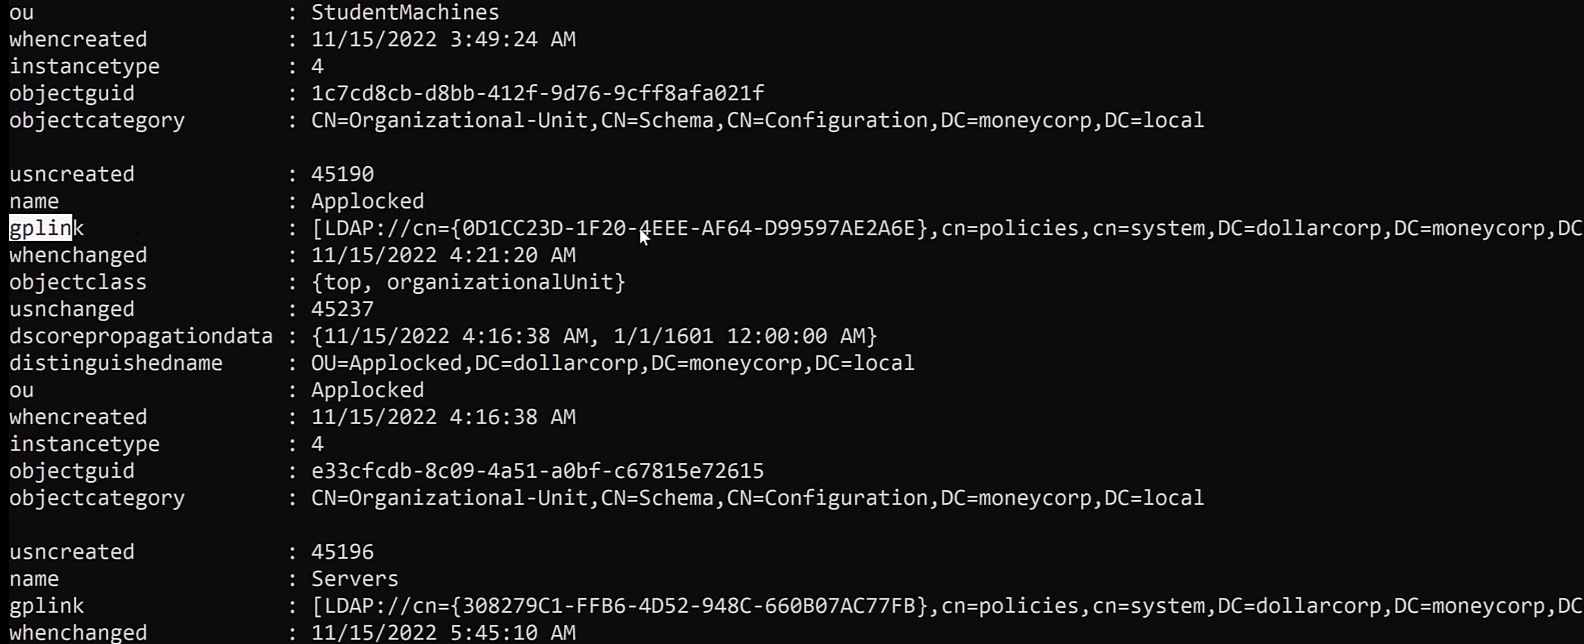 ou : StudentMachines
whencreated : 11/15/2022 3:49:24 AM
instancetype : 4
objectguid : 1c7cd8cb-d8bb-412f-9d76-9cff8afa021f
objectcategory : CN=Organizational-Unit,CN=Schema,CN=Configuration,DC=moneycorp,DC=local
usncreated : 45190
name : Applocked
gplink : [LDAP://cn={0D1CC23D-1F20-4EEE-AF64-D99597AE2A6E},cn=policies,cn=system,DC=dollarcorp,DC=moneycorp,DC
whenchanged : 11/15/2022 4:21:20 AM
objectclass : {top, organizationalUnit}
usnchanged : 45237
dscorepropagationdata : {11/15/2022 4:16:38 AM, 1/1/1601 12:00:00 AM}
distinguishedname : OU=Applocked,DC=dollarcorp,DC=moneycorp,DC=local
ou : Applocked
whencreated : 11/15/2022 4:16:38 AM
instancetype : 4
objectguid : e33cfcdb-8c09-4a51-a0bf-c67815e72615
objectcategory : CN=Organizational-Unit,CN=Schema,CN=Configuration,DC=moneycorp,DC=local
usncreated : 45196
name : Servers
gplink : [LDAP://cn={308279C1-FFB6-4D52-948C-660B07AC77FB},cn=policies,cn=system,DC=dollarcorp,DC=moneycorp,DC
whenchanged : 11/15/2022 5:45:10 AM